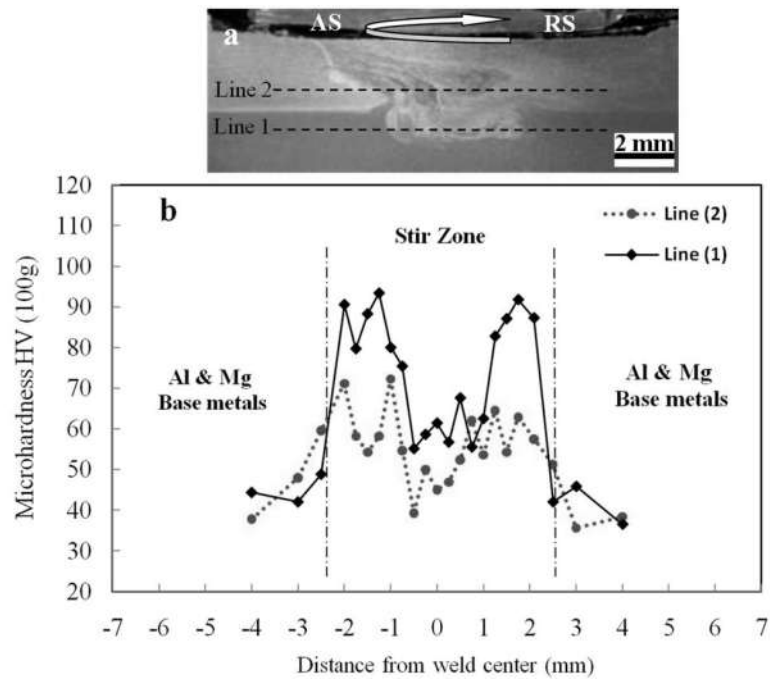 AS
RS
a
Line 2
Line 1
2 mm
120
110
100
90
80
70
60
50
40
30
20
Microhardness HV (100g)
b
Line (2)
Line (1)
Stir Zone
Al & Mg
Base metals
Al & Mg
Base metals
-7 -6 -5 -4 -3 -2 -1 0 1 2 3 4 5 6 7
Distance from weld center (mm)